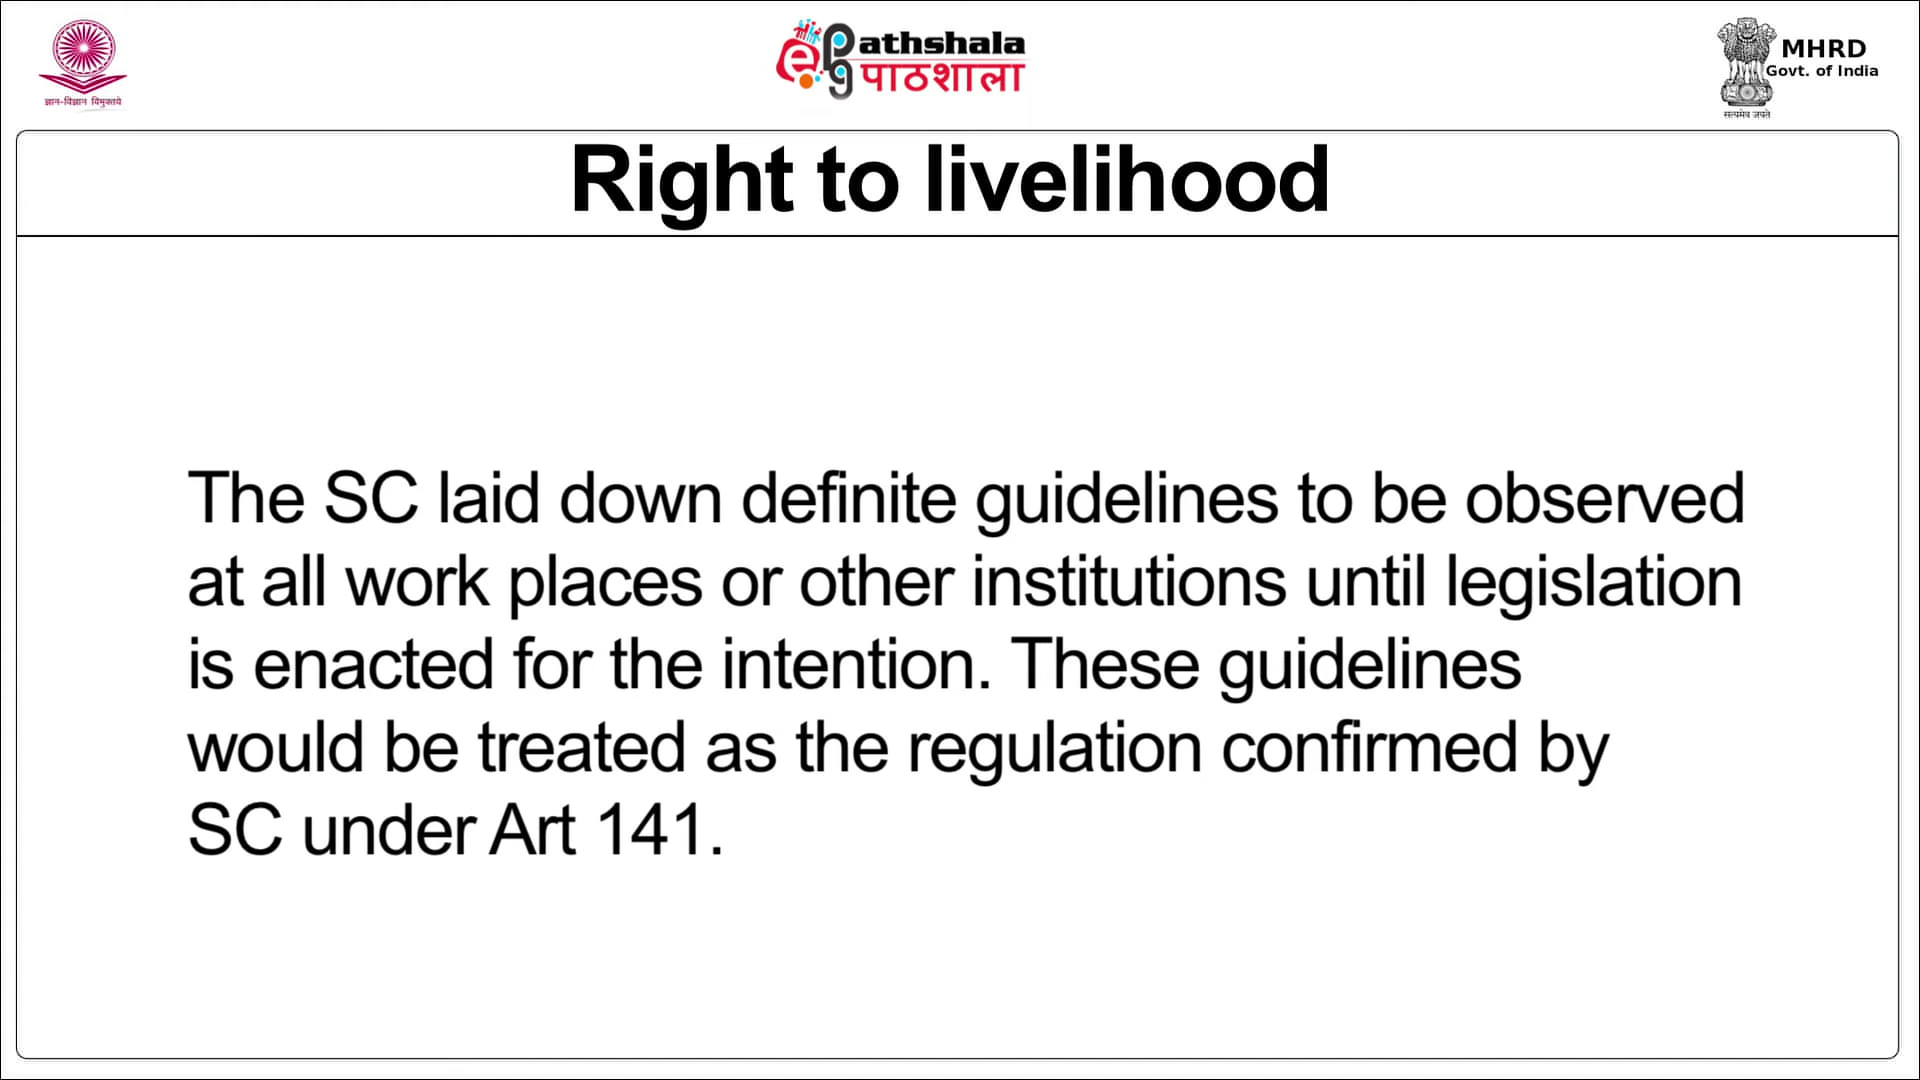 ज्ञान-विज्ञान विमुक्तये
ePG Pathshala
पाठशाला
MHRD
Govt. of India
सत्यमेव जयते
Right to livelihood
The SC laid down definite guidelines to be observed
at all work places or other institutions until legislation
is enacted for the intention. These guidelines
would be treated as the regulation confirmed by
SC under Art 141.